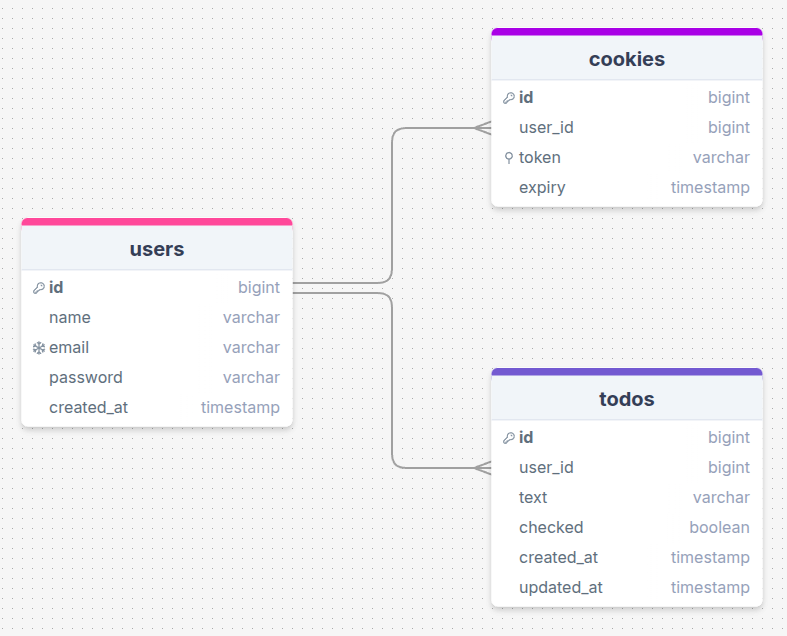 cookies
id bigint
user_id bigint
token varchar
expiry timestamp
users
id bigint
name varchar
email varchar
password varchar
created_at timestamp
todos
id bigint
user_id bigint
text varchar
checked boolean
created_at timestamp
updated_at timestamp